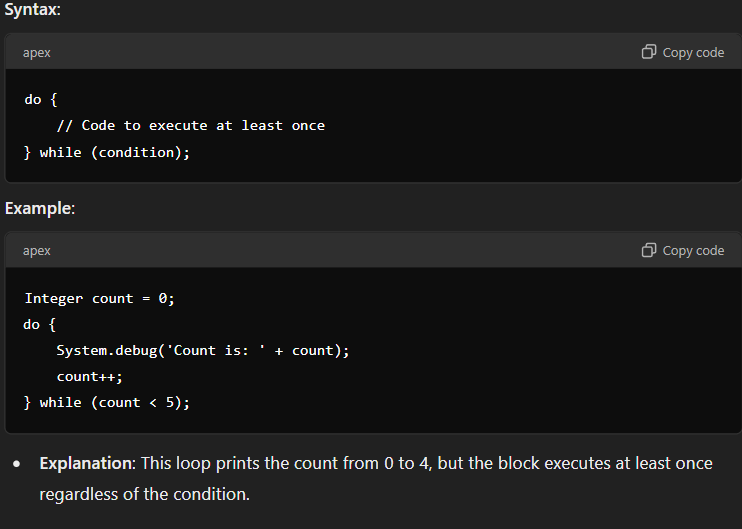 Syntax:
apex
Copy code
do {
    // Code to execute at least once
} while (condition);
Example:
apex
Copy code
Integer count = 0;
do {
    System.debug('Count is: ' + count);
    count++;
} while (count < 5);
• Explanation: This loop prints the count from 0 to 4, but the block executes at least once
regardless of the condition.